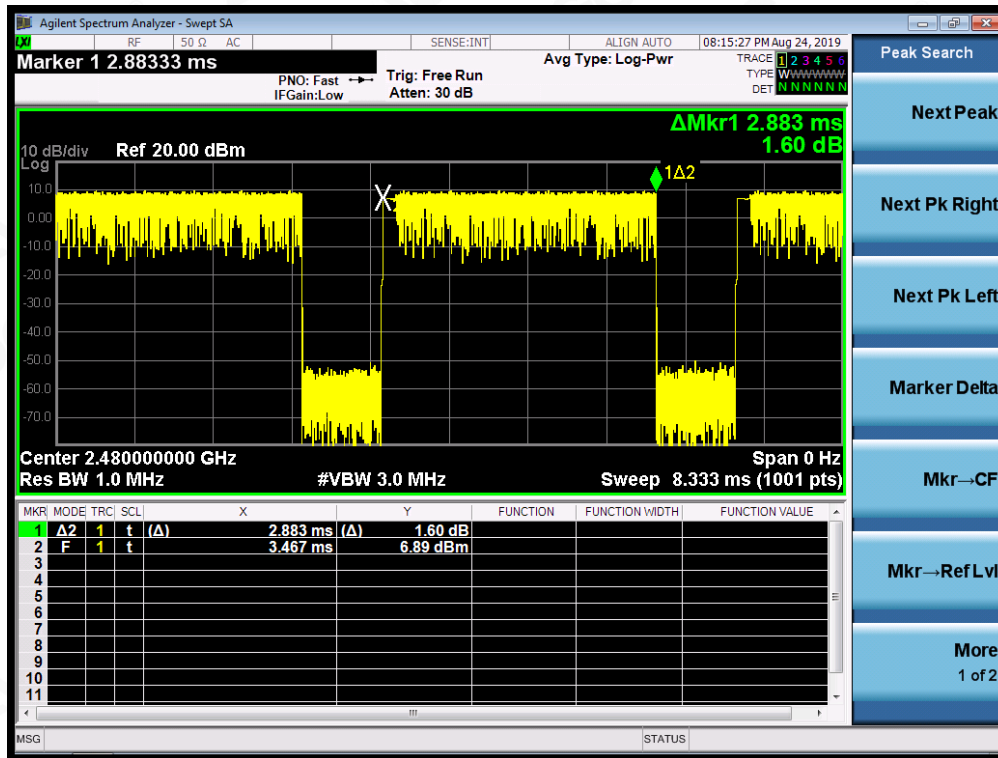 Agilent Spectrum Analyzer - Swept SA
LXI RF 50 Ω AC SENSE:INT ALIGN AUTO 08:15:27 PM Aug 24, 2019
Marker 1 2.88333 ms
PNO: Fast
IFGain:Low
Trig: Free Run
Atten: 30 dB
Avg Type: Log-Pwr
TRACE 1 2 3 4 5 6
TYPE WWWWWW
DET N N N N N N
ΔMkr1 2.883 ms
1.60 dB
10 dB/div Ref 20.00 dBm
Log
10.0
0.00
-10.0
-20.0
-30.0
-40.0
-50.0
-60.0
-70.0
X
1Δ2
Center 2.480000000 GHz Span 0 Hz
Res BW 1.0 MHz #VBW 3.0 MHz Sweep 8.333 ms (1001 pts)
MKR MODE TRC SCL X Y FUNCTION FUNCTION WIDTH FUNCTION VALUE
1 Δ2 1 t (Δ) 2.883 ms (Δ) 1.60 dB
2 F 1 t 3.467 ms 6.89 dBm
3
4
5
6
7
8
9
10
11
MSG STATUS
Peak Search
Next Peak
Next Pk Right
Next Pk Left
Marker Delta
Mkr→CF
Mkr→Ref Lvl
More
1 of 2